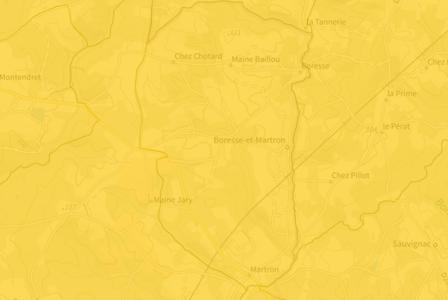 la Tannerie
141
Chez Chotard
Maine Baillou
Boresse
Montendret
la Prime
le Pérat
Boresse-et-Martron
Chez Pillot
Maine Jary
Sauvignac
Martron